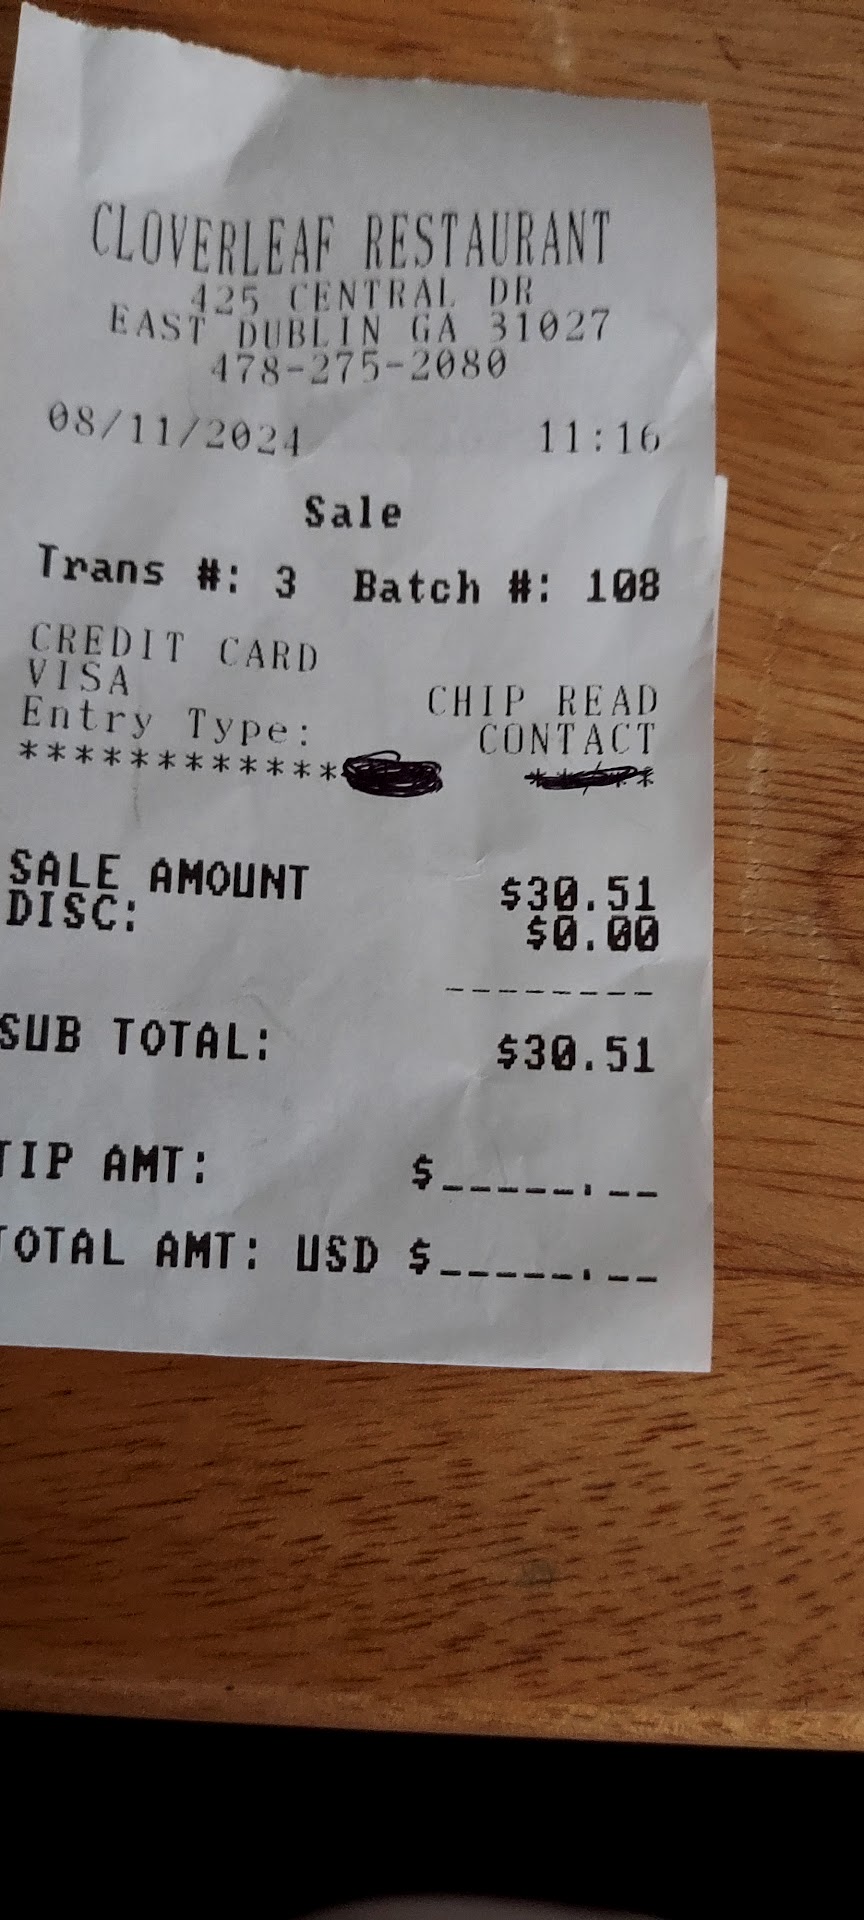 CLOVERLEAF RESTAURANT
425 CENTRAL DR
EAST DUBLIN GA 31027
478-275-2080
08/11/2024 11:16
Sale
Trans #: 3 Batch #: 108
CREDIT CARD
VISA CHIP READ
Entry Type: CONTACT
************ **/**
SALE AMOUNT $30.51
DISC: $0.00
--------
SUB TOTAL: $30.51
TIP AMT: $_____.__
TOTAL AMT: USD $_____.__